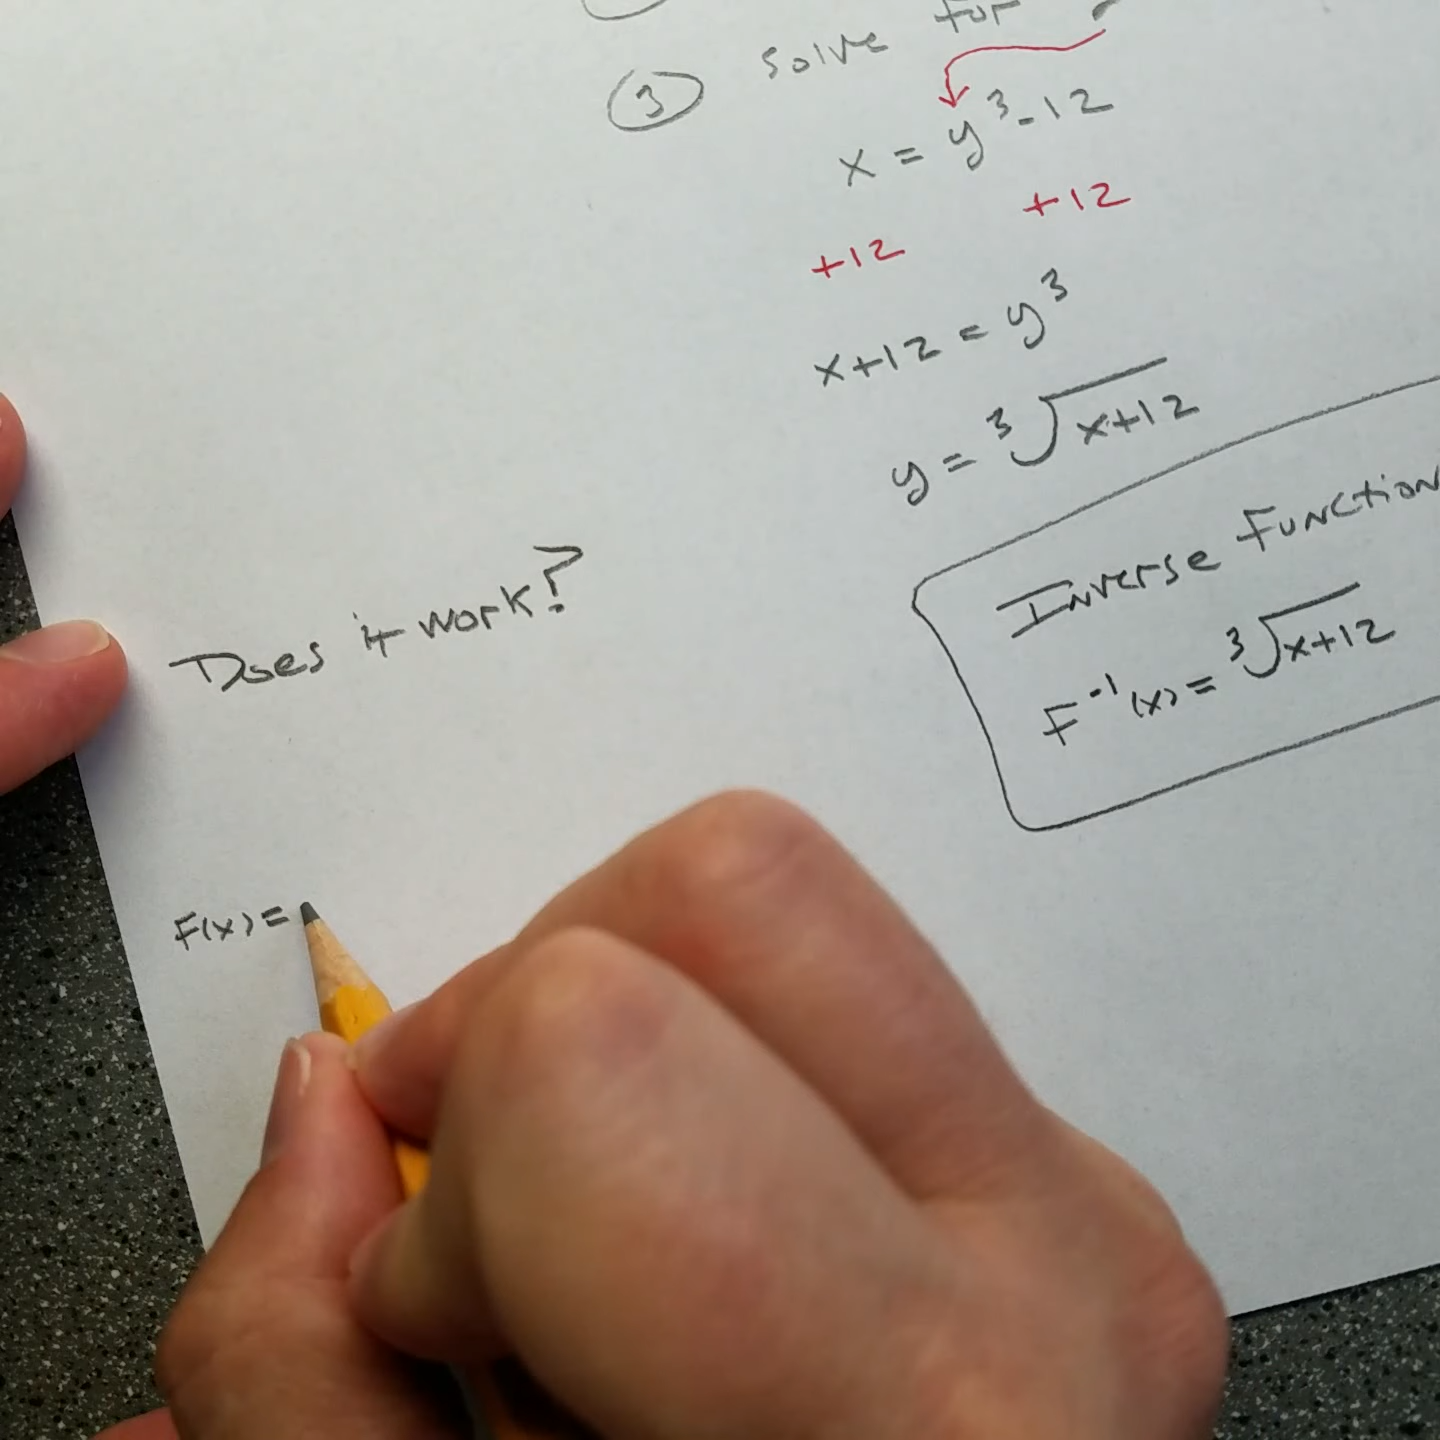 ③ Solve for
x = y³-12
+12 +12
x+12 = y³
y = ³√x+12
Inverse Function
F⁻¹(x) = ³√x+12
Does it work?
F(x) =